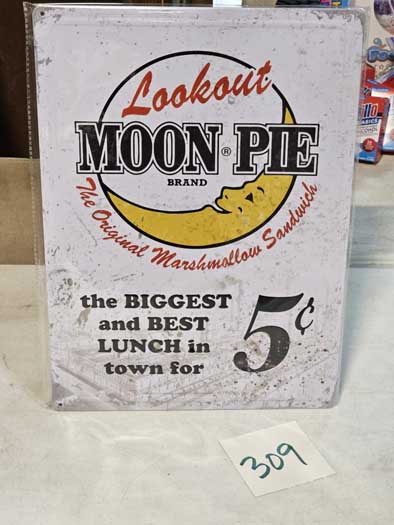 Lookout
MOON® PIE
BRAND
The Original Marshmallow Sandwich
the BIGGEST
and BEST
LUNCH in
town for
5¢
309